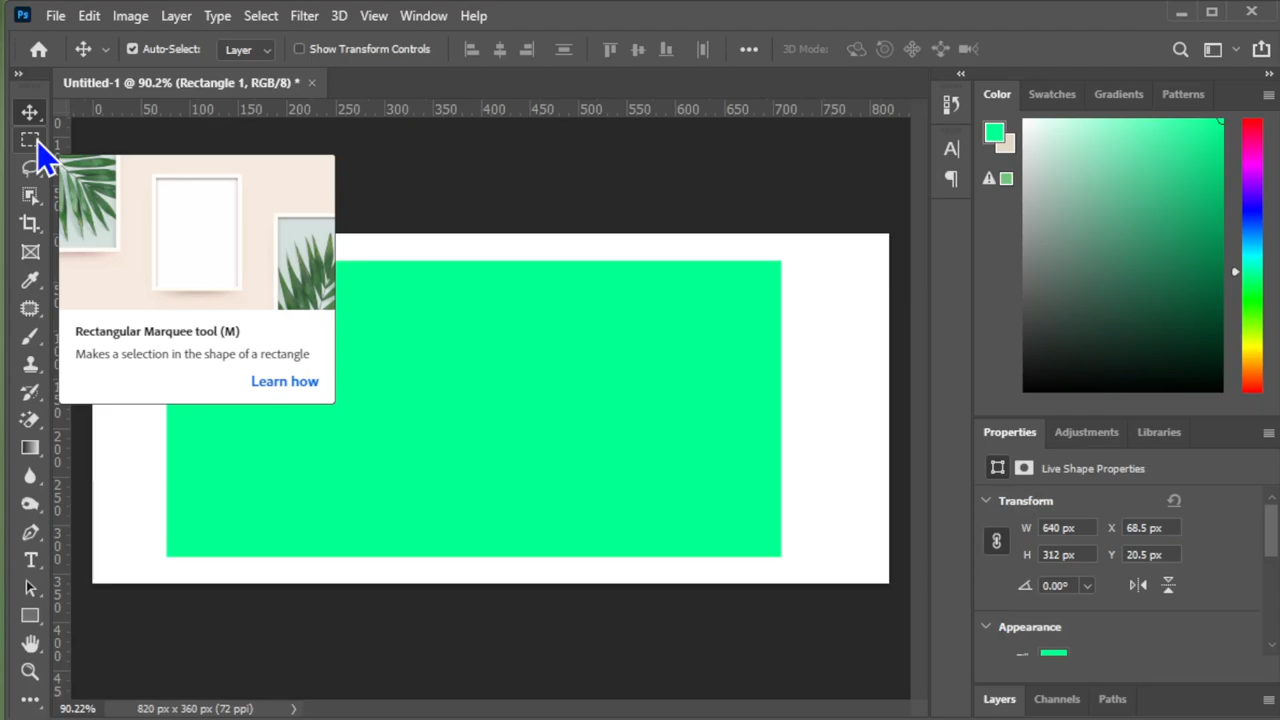 Ps File Edit Image Layer Type Select Filter 3D View Window Help
Auto-Select: Layer Show Transform Controls ••• 3D Mode:
Untitled-1 @ 90.2% (Rectangle 1, RGB/8) * ×
0 50 100 150 200 250 300 350 400 450 500 550 600 650 700 750 800
Color Swatches Gradients Patterns
Rectangular Marquee tool (M)
Makes a selection in the shape of a rectangle
Learn how
Properties Adjustments Libraries
Live Shape Properties
Transform
W 640 px X 68.5 px
H 312 px Y 20.5 px
0.00°
Appearance
Layers Channels Paths
90.22% 820 px x 360 px (72 ppi)